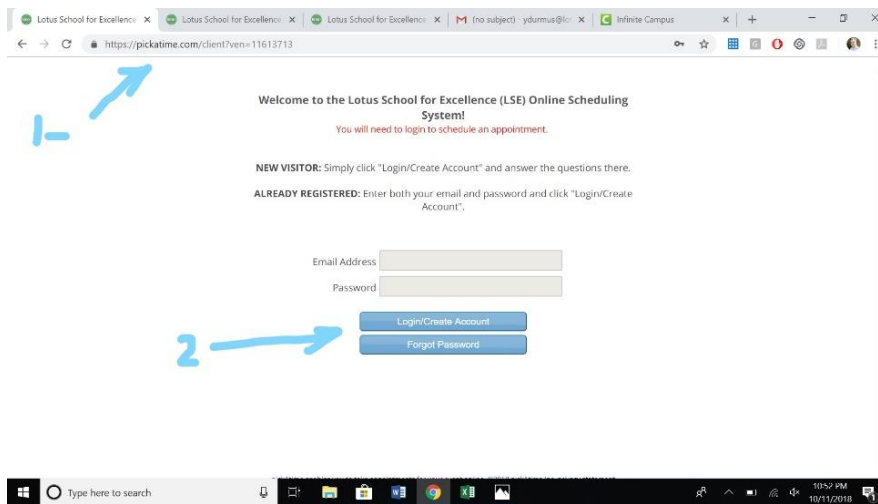 Lotus School for Excellence
Lotus School for Excellence
Lotus School for Excellence
(no subject) - ydurmus@
Infinite Campus
https://pickatime.com/client?ven=11613713
1-
Welcome to the Lotus School for Excellence (LSE) Online Scheduling
System!
You will need to login to schedule an appointment.
NEW VISITOR: Simply click "Login/Create Account" and answer the questions there.
ALREADY REGISTERED: Enter both your email and password and click "Login/Create
Account".
Email Address
Password
Login/Create Account
2
Forgot Password
Type here to search
10:52 PM
10/11/2018